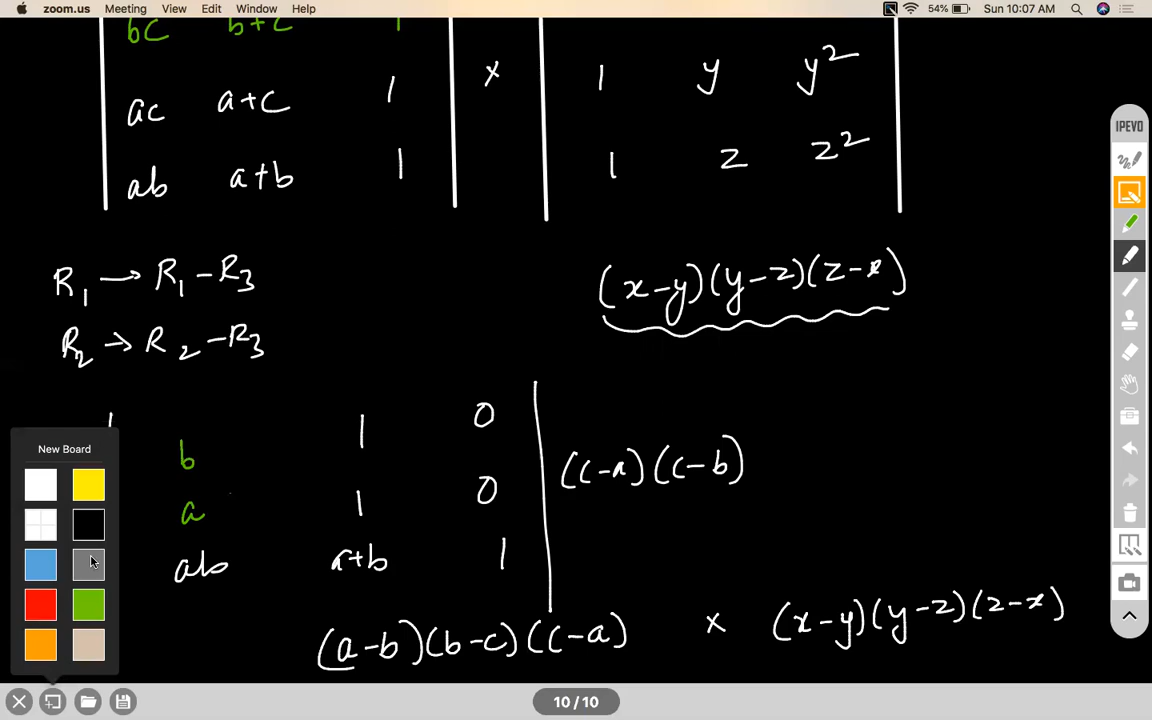 zoom.us Meeting View Edit Window Help 54% Sun 10:07 AM
bc b+c 1
1 y y²
ac a+c 1 x
1 z z²
ab a+b 1
IPEVO
R₁ → R₁ - R₃
(x-y)(y-z)(z-x)
R₂ → R₂ - R₃
b 1 0
(c-a)(c-b)
a 1 0
ab a+b 1
(a-b)(b-c)(c-a) x (x-y)(y-z)(z-x)
New Board
10 / 10